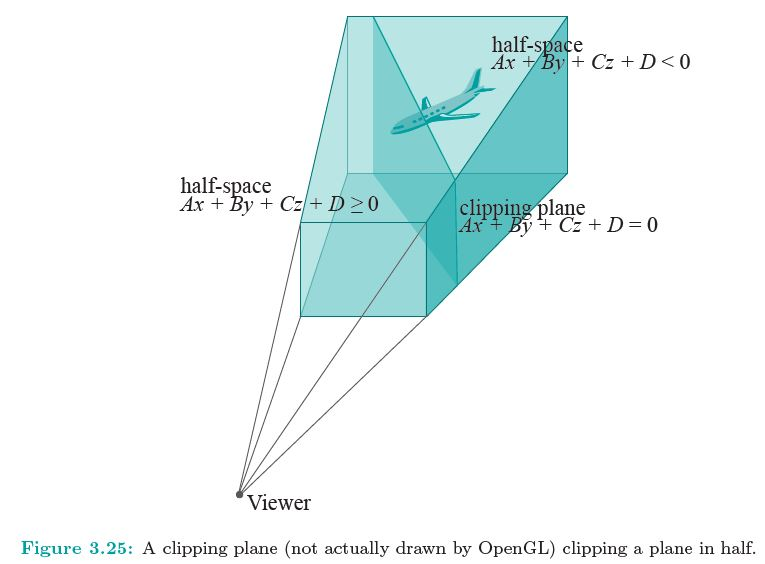 half-space
Ax + By + Cz + D < 0
half-space
Ax + By + Cz + D ≥ 0
clipping plane
Ax + By + Cz + D = 0
Viewer
Figure 3.25: A clipping plane (not actually drawn by OpenGL) clipping a plane in half.